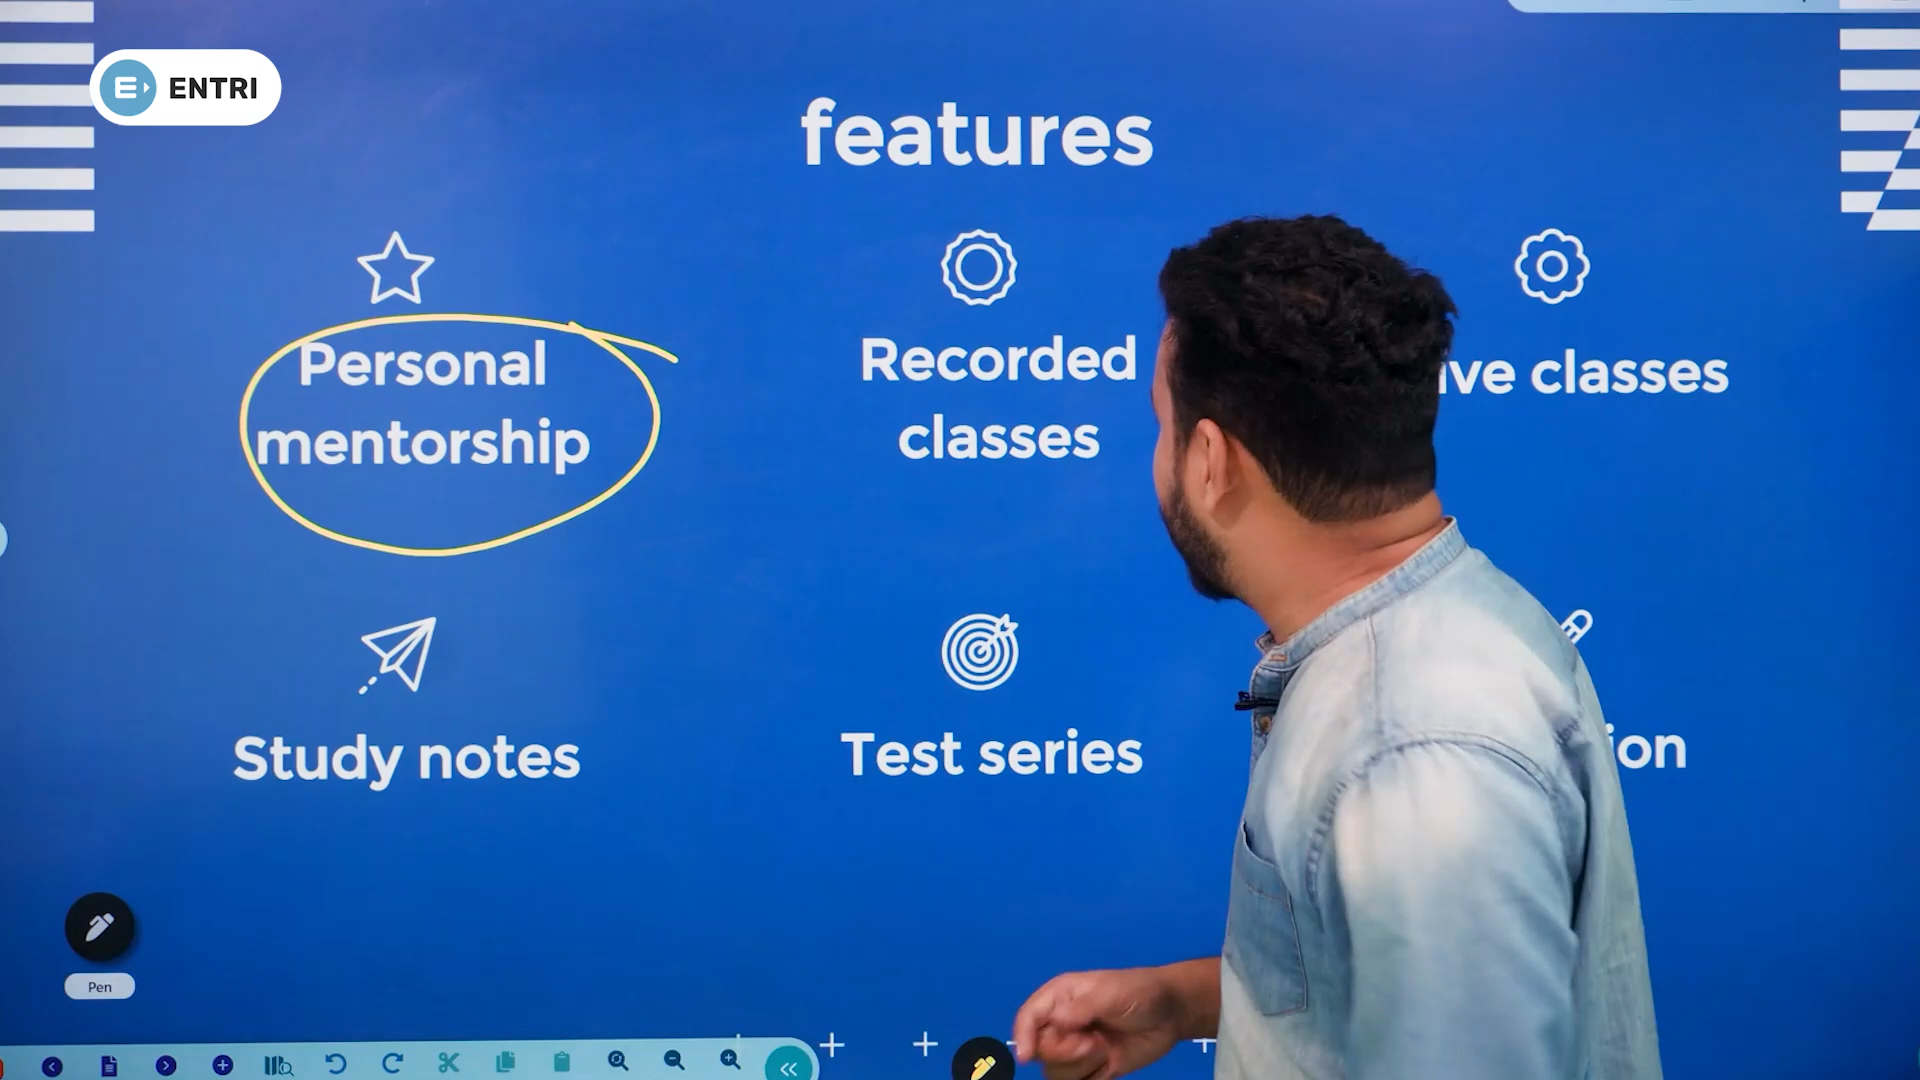 ENTRI
features
Personal
mentorship
Recorded
classes
ive classes
Study notes
Test series
ion
Pen